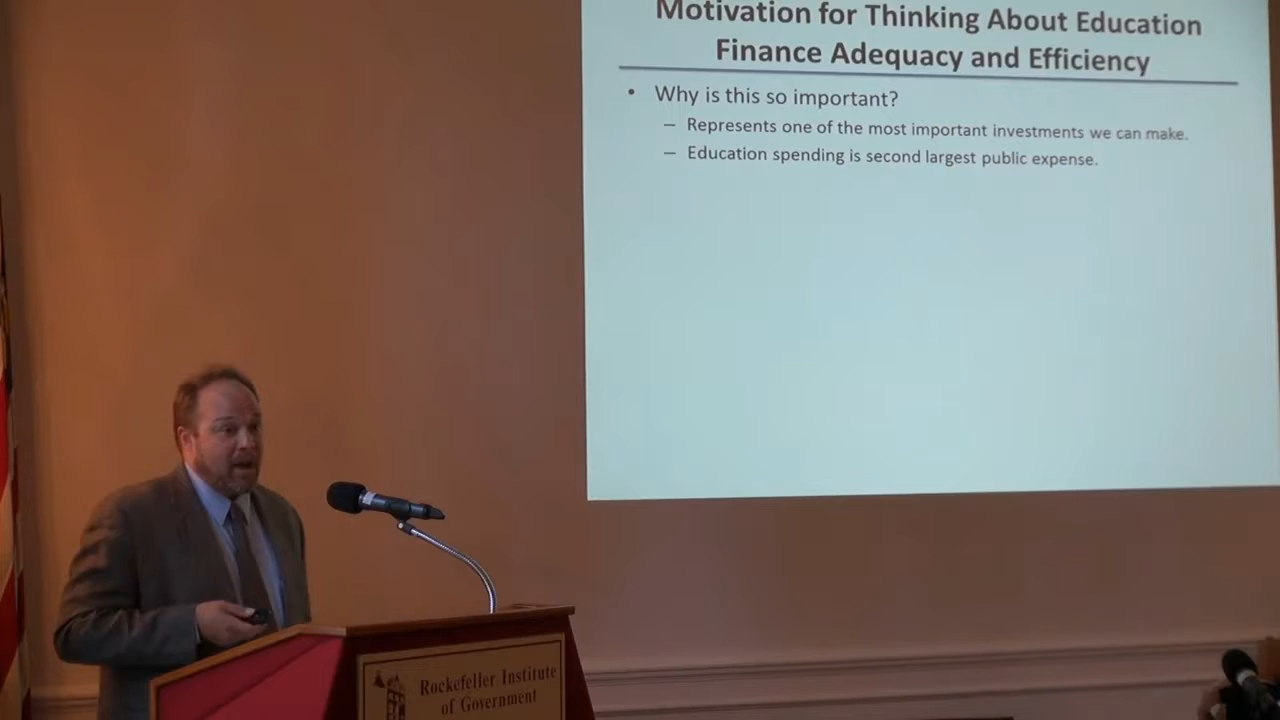 Motivation for Thinking About Education
Finance Adequacy and Efficiency
• Why is this so important?
– Represents one of the most important investments we can make.
– Education spending is second largest public expense.
Rockefeller Institute
of Government